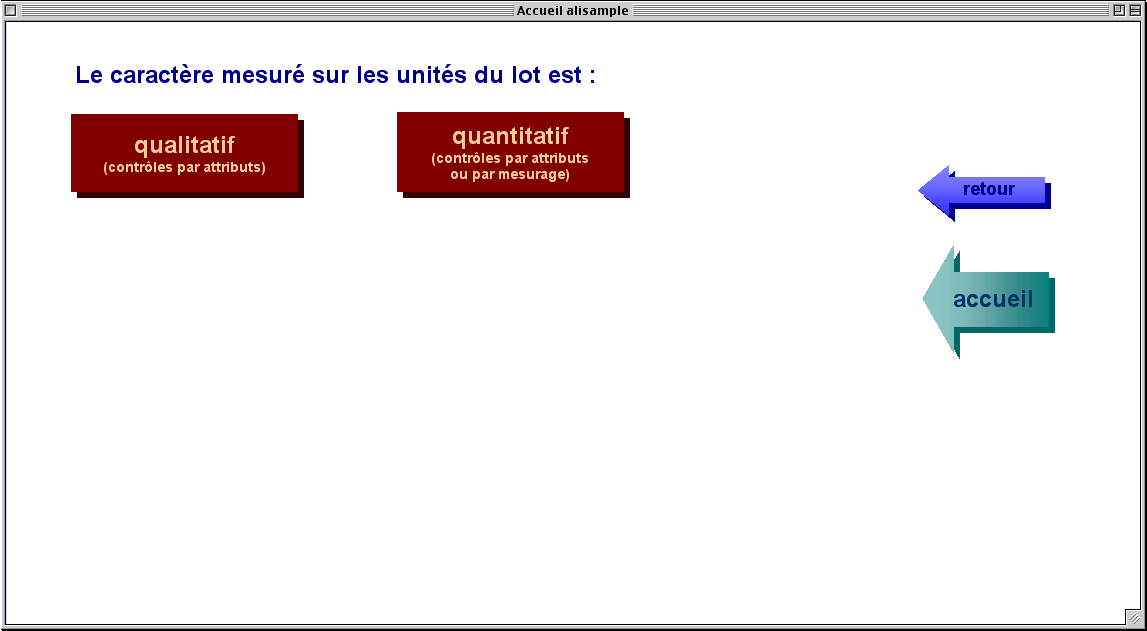 Accueil alisample
Le caractère mesuré sur les unités du lot est :
qualitatif
(contrôles par attributs)
quantitatif
(contrôles par attributs
ou par mesurage)
retour
accueil